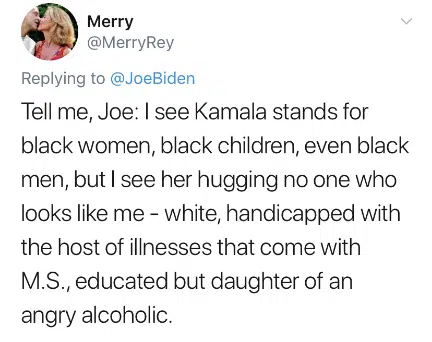 Merry
@MerryRey
Replying to @JoeBiden
Tell me, Joe: I see Kamala stands for
black women, black children, even black
men, but I see her hugging no one who
looks like me - white, handicapped with
the host of illnesses that come with
M.S., educated but daughter of an
angry alcoholic.